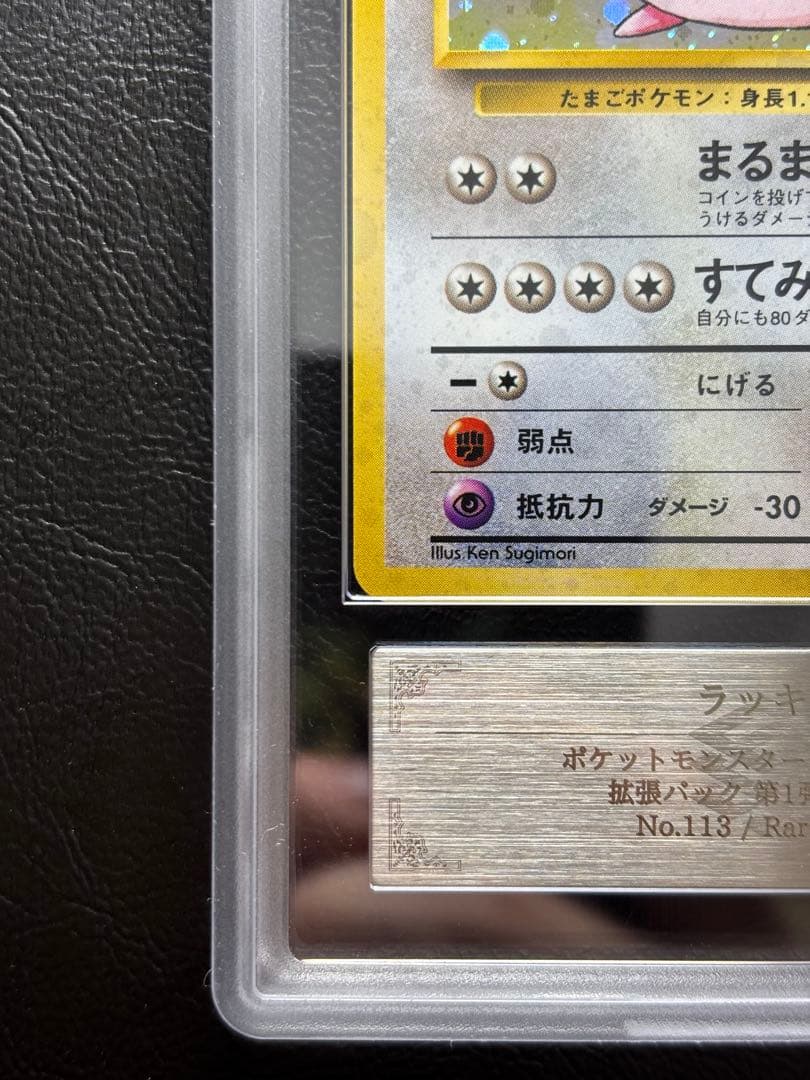 たまごポケモン：身長1.
まるま
コインを投げ
うけるダメー
すてみ
自分にも80ダ
にげる
弱点
抵抗力 ダメージ -30
Illus.Ken Sugimori
ラッキ
ポケットモンスター
拡張パック 第1弾
No.113 / Rar